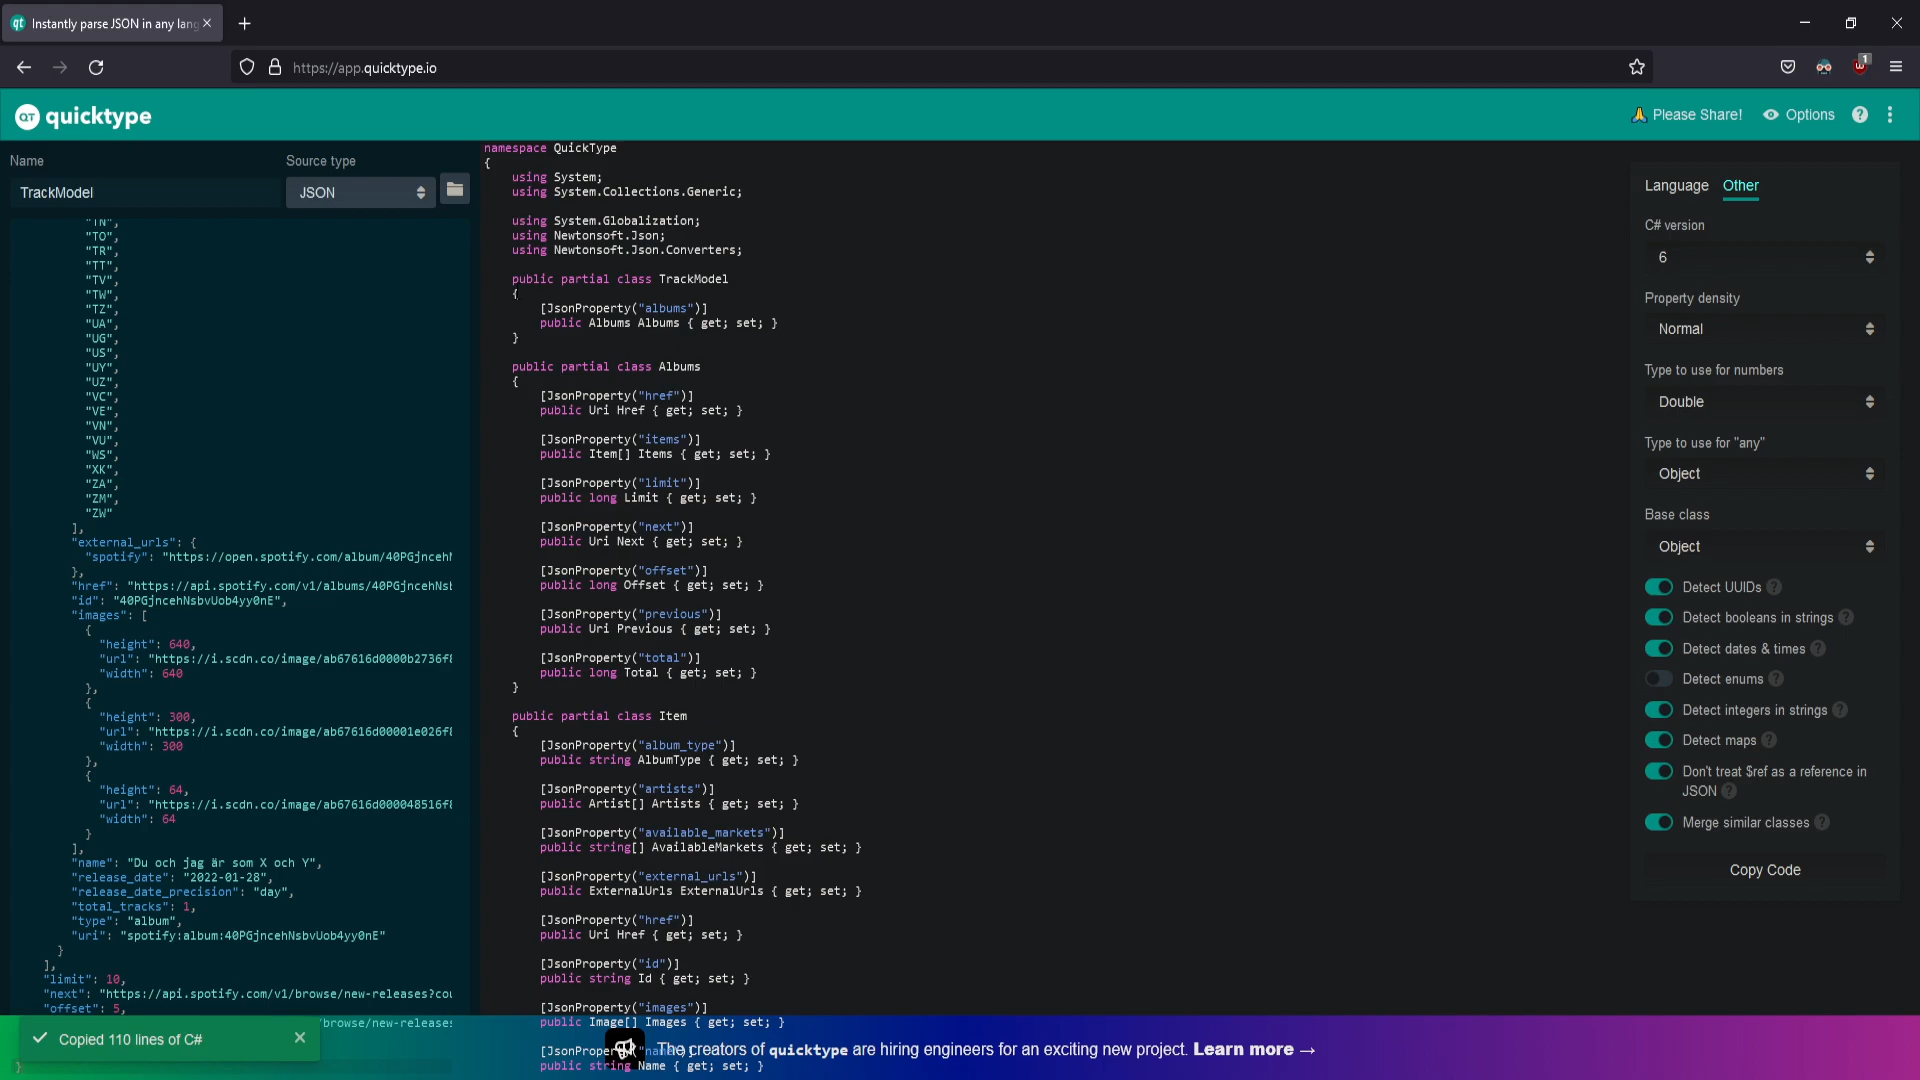 Instantly parse JSON in any lang
https://app.quicktype.io
1
QT quicktype
Please Share!
Options
Name
Source type
TrackModel
JSON
"TN",
"TO",
"TR",
"TT",
"TV",
"TW",
"TZ",
"UA",
"UG",
"US",
"UY",
"UZ",
"VC",
"VE",
"VN",
"VU",
"WS",
"XK",
"ZA",
"ZM",
"ZW"
],
"external_urls": {
"spotify": "https://open.spotify.com/album/40PGjncehN
},
"href": "https://api.spotify.com/v1/albums/40PGjncehNsb
"id": "40PGjncehNsbvUob4yy0nE",
"images": [
{
"height": 640,
"url": "https://i.scdn.co/image/ab67616d0000b2736f8
"width": 640
},
{
"height": 300,
"url": "https://i.scdn.co/image/ab67616d00001e026f8
"width": 300
},
{
"height": 64,
"url": "https://i.scdn.co/image/ab67616d000048516f8
"width": 64
}
],
"name": "Du och jag är som X och Y",
"release_date": "2022-01-28",
"release_date_precision": "day",
"total_tracks": 1,
"type": "album",
"uri": "spotify:album:40PGjncehNsbvUob4yy0nE"
}
],
"limit": 10,
"next": "https://api.spotify.com/v1/browse/new-releases?cou
"offset": 5,
/browse/new-releases
}
Copied 110 lines of C#
namespace QuickType
{
using System;
using System.Collections.Generic;
using System.Globalization;
using Newtonsoft.Json;
using Newtonsoft.Json.Converters;
public partial class TrackModel
{
[JsonProperty("albums")]
public Albums Albums { get; set; }
}
public partial class Albums
{
[JsonProperty("href")]
public Uri Href { get; set; }
[JsonProperty("items")]
public Item[] Items { get; set; }
[JsonProperty("limit")]
public long Limit { get; set; }
[JsonProperty("next")]
public Uri Next { get; set; }
[JsonProperty("offset")]
public long Offset { get; set; }
[JsonProperty("previous")]
public Uri Previous { get; set; }
[JsonProperty("total")]
public long Total { get; set; }
}
public partial class Item
{
[JsonProperty("album_type")]
public string AlbumType { get; set; }
[JsonProperty("artists")]
public Artist[] Artists { get; set; }
[JsonProperty("available_markets")]
public string[] AvailableMarkets { get; set; }
[JsonProperty("external_urls")]
public ExternalUrls ExternalUrls { get; set; }
[JsonProperty("href")]
public Uri Href { get; set; }
[JsonProperty("id")]
public string Id { get; set; }
[JsonProperty("images")]
public Image[] Images { get; set; }
The creators of quicktype are hiring engineers for an exciting new project. Learn more →
public string Name { get; set; }
Language Other
C# version
6
Property density
Normal
Type to use for numbers
Double
Type to use for "any"
Object
Base class
Object
Detect UUIDs ?
Detect booleans in strings ?
Detect dates & times ?
Detect enums ?
Detect integers in strings ?
Detect maps ?
Don't treat $ref as a reference in
JSON ?
Merge similar classes ?
Copy Code